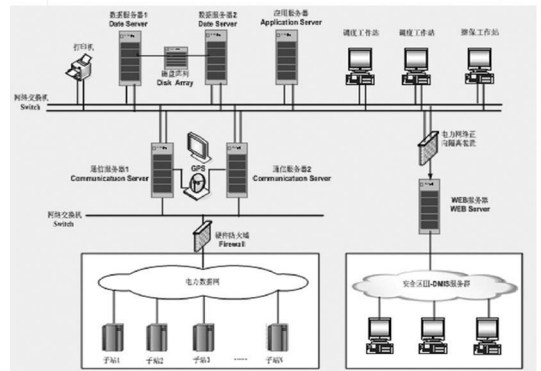 数据服务器1
Date Server
数据服务器2
Date Server
应用服务器
Application Server
打印机
磁盘阵列
Disk Array
调度工作站
调度工作站
继保工作站
网络交换机
Switch
电力网络正
向隔离装置
通信服务器1
Communication Server
GPS
通信服务器2
Communicatuon Server
WEB服务器
WEB Server
网络交换机
Switch
硬件防火墙
Firewall
电力数据网
安全区III-DMIS服务群
子站1
子站2
子站3
......
子站N